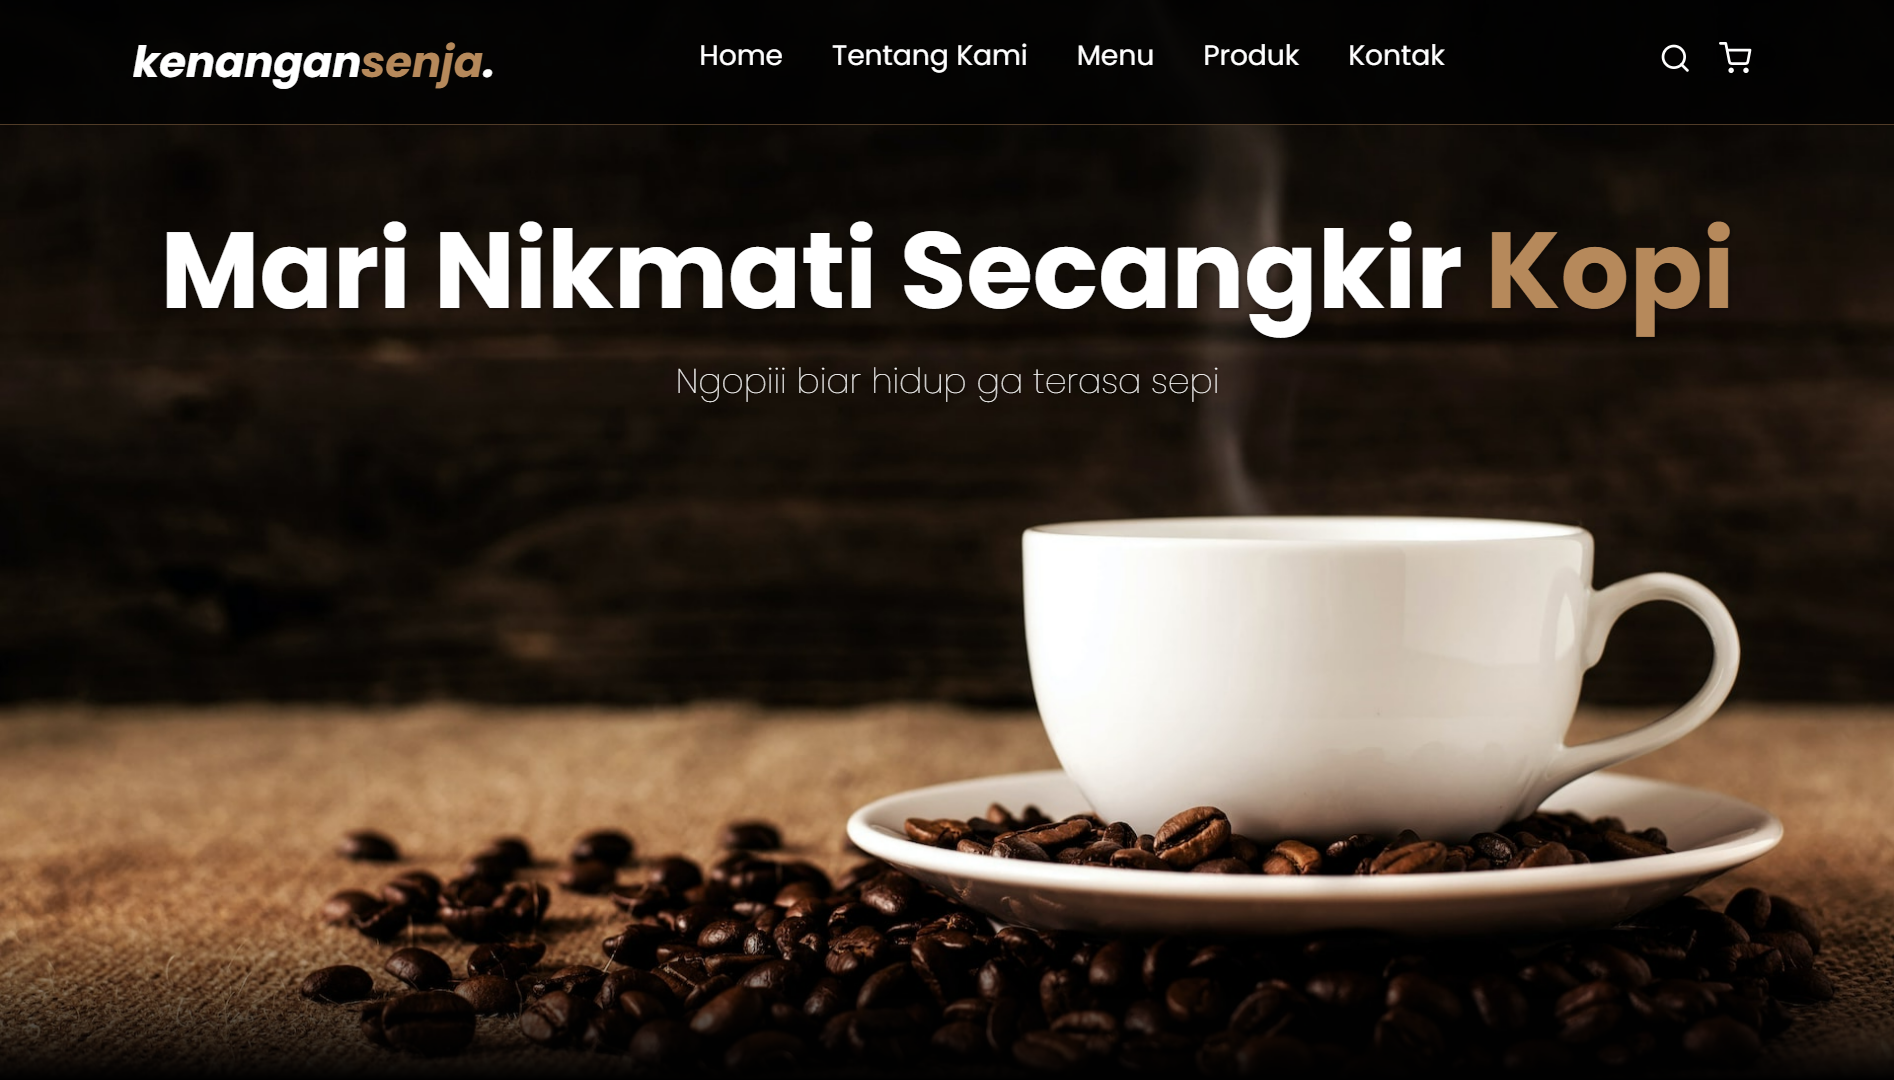 kenangansenja.
Home Tentang Kami Menu Produk Kontak
Mari Nikmati Secangkir Kopi
Ngopiii biar hidup ga terasa sepi